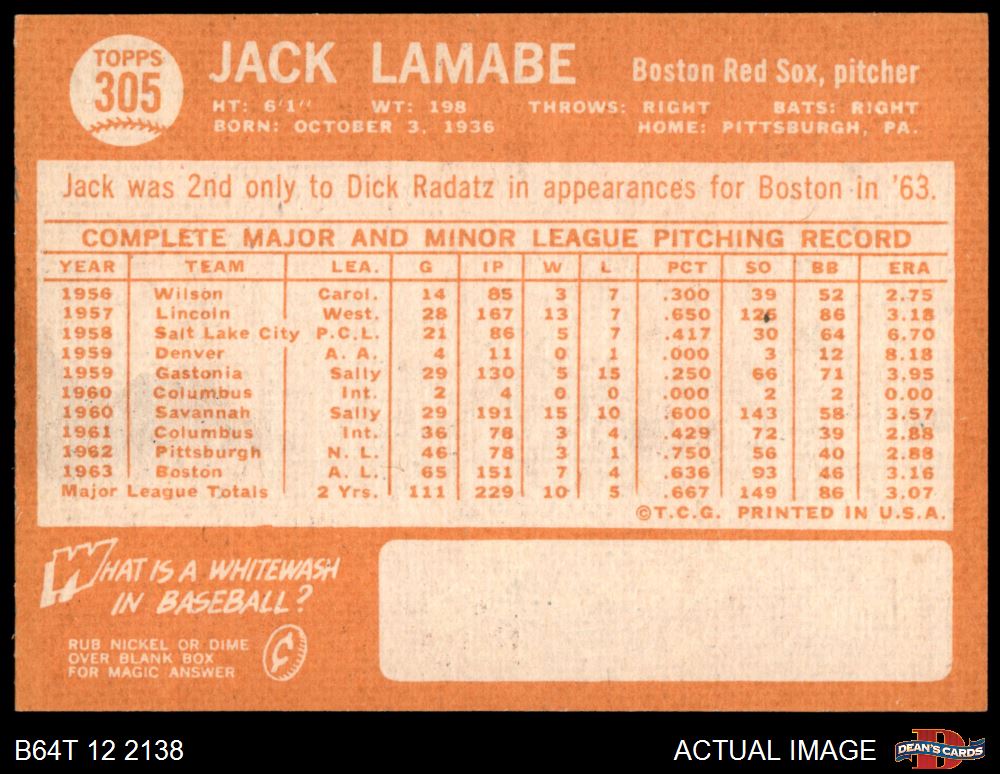 TOPPS
305
JACK LAMABE
Boston Red Sox, pitcher
HT: 6'1" WT: 198 THROWS: RIGHT BATS: RIGHT
BORN: OCTOBER 3, 1936 HOME: PITTSBURGH, PA.
Jack was 2nd only to Dick Radatz in appearances for Boston in '63.
COMPLETE MAJOR AND MINOR LEAGUE PITCHING RECORD
YEAR TEAM LEA. G IP W L PCT SO BB ERA
1956 Wilson Carol. 14 85 3 7 .300 39 52 2.75
1957 Lincoln West. 28 167 13 7 .650 126 86 3.18
1958 Salt Lake City P.C.L. 21 86 5 7 .417 30 64 6.70
1959 Denver A. A. 4 11 0 1 .000 3 12 8.18
1959 Gastonia Sally 29 130 5 15 .250 66 71 3.95
1960 Columbus Int. 2 4 0 0 .000 2 2 0.00
1960 Savannah Sally 29 191 15 10 .600 143 58 3.57
1961 Columbus Int. 36 78 3 4 .429 72 39 2.88
1962 Pittsburgh N. L. 46 78 3 1 .750 56 40 2.88
1963 Boston A. L. 65 151 7 4 .636 93 46 3.16
Major League Totals 2 Yrs. 111 229 10 5 .667 149 86 3.07
©T.C.G. PRINTED IN U.S.A.
WHAT IS A WHITEWASH
IN BASEBALL?
RUB NICKEL OR DIME
OVER BLANK BOX
FOR MAGIC ANSWER
¢
B64T 12 2138 ACTUAL IMAGE D DEAN'S CARDS